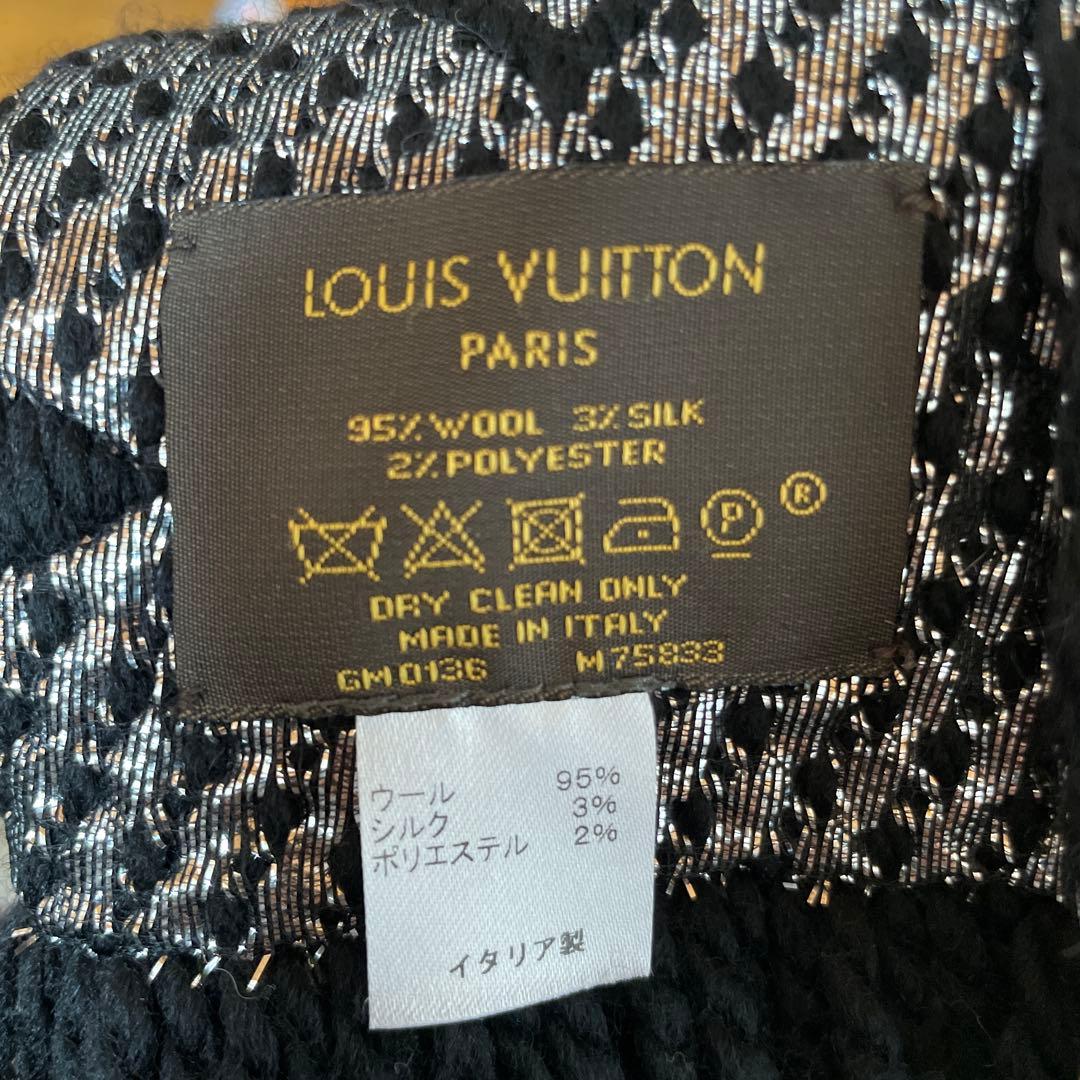 LOUIS VUITTON
PARIS
95% WOOL 3% SILK
2% POLYESTER
P ®
DRY CLEAN ONLY
MADE IN ITALY
GM0136 M75833
ウール 95%
シルク 3%
ポリエステル 2%
イタリア製